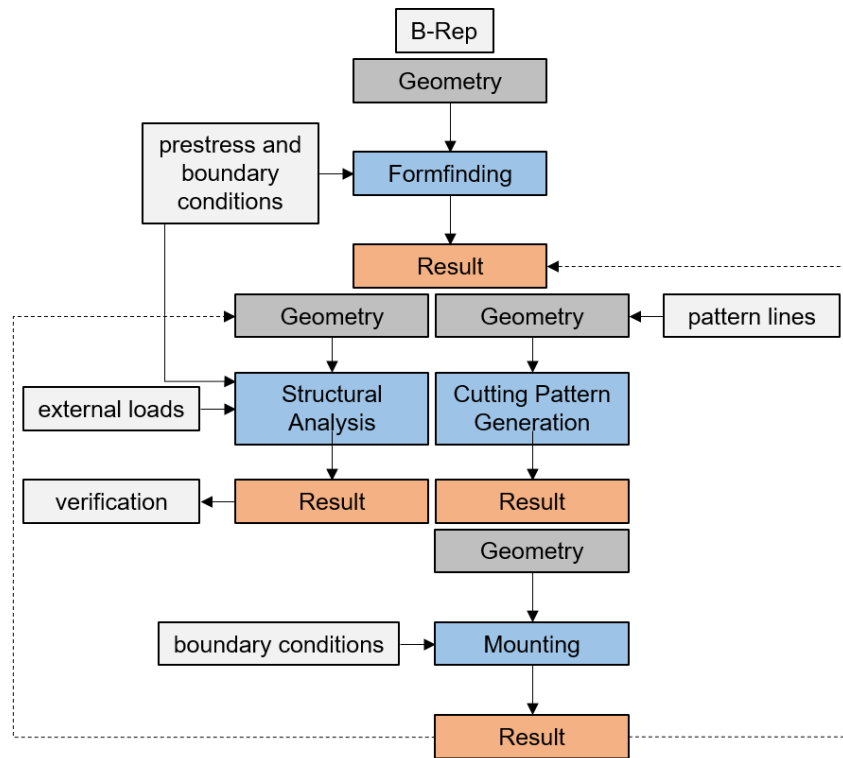 B-Rep
Geometry
prestress and
boundary
conditions
Formfinding
Result
Geometry
Geometry
pattern lines
external loads
Structural
Analysis
Cutting Pattern
Generation
verification
Result
Result
Geometry
boundary conditions
Mounting
Result